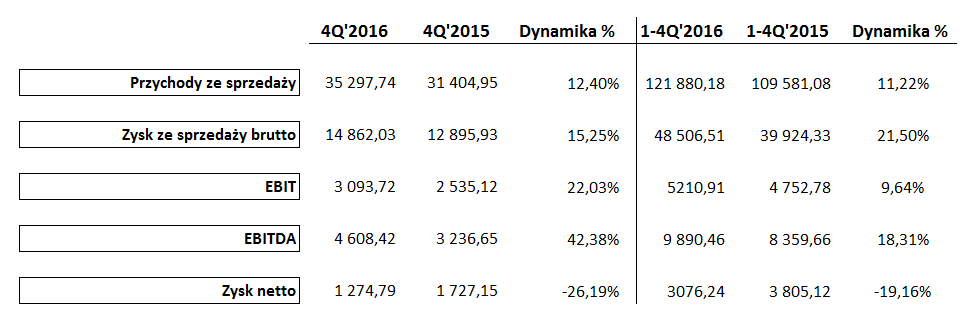 4Q'2016 4Q'2015 Dynamika % 1-4Q'2016 1-4Q'2015 Dynamika %
Przychody ze sprzedaży 35 297,74 31 404,95 12,40% 121 880,18 109 581,08 11,22%
Zysk ze sprzedaży brutto 14 862,03 12 895,93 15,25% 48 506,51 39 924,33 21,50%
EBIT 3 093,72 2 535,12 22,03% 5210,91 4 752,78 9,64%
EBITDA 4 608,42 3 236,65 42,38% 9 890,46 8 359,66 18,31%
Zysk netto 1 274,79 1 727,15 -26,19% 3076,24 3 805,12 -19,16%